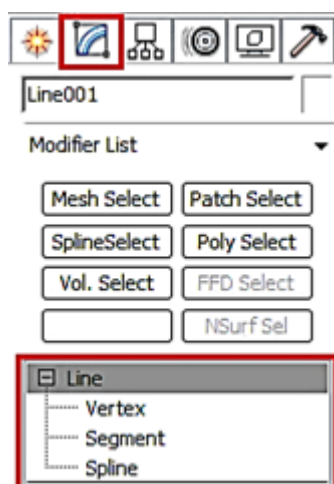 Line001
Modifier List
Mesh Select Patch Select
SplineSelect Poly Select
Vol. Select FFD Select
NSurf Sel
Line
Vertex
Segment
Spline